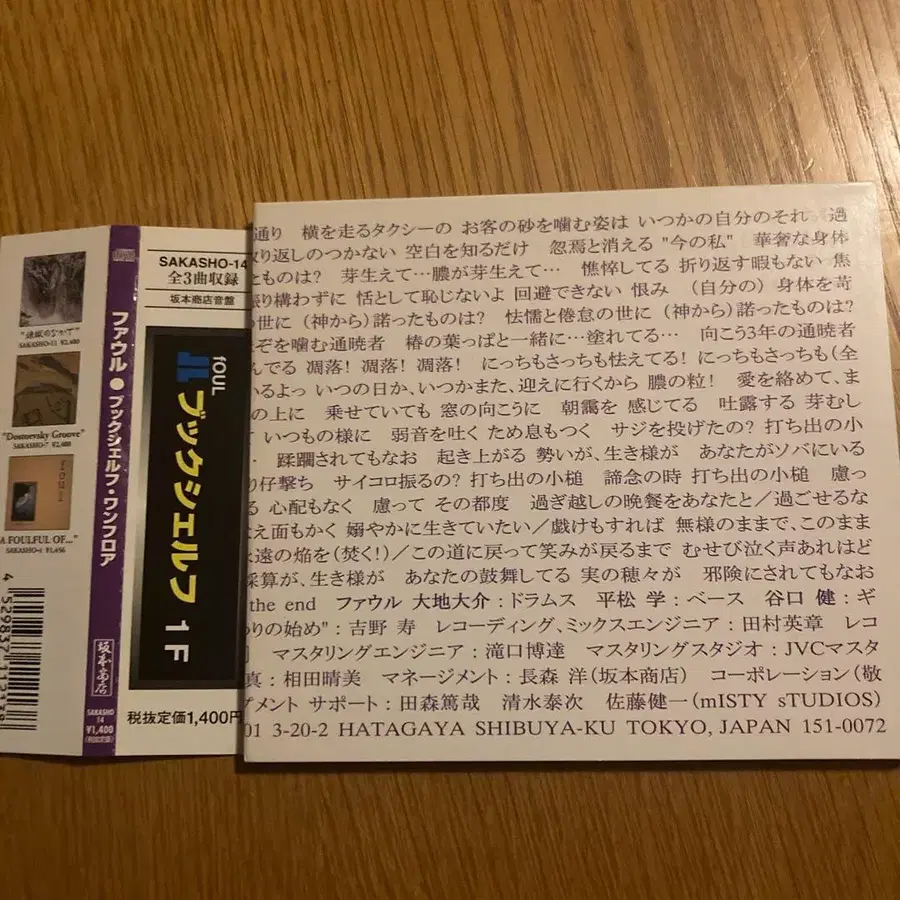 SAKASHO-11 ¥2,400
"Dostoevsky Groove"
SAKASHO-7 ¥2,400
foul
A FOULFUL OF..."
SAKASHO-4 ¥1,456
ファウル●ブックシェルフ・ワンフロア
坂本商店
SAKASHO
14
¥1,400
(税抜定価)
SAKASHO-14
全3曲収録
坂本商店音盤
fOUL
ブックシェルフ 1F
税抜定価1,400円
通り 横を走るタクシーの お客の砂を噛む姿は いつかの自分のそれ 過
取り返しのつかない 空白を知るだけ 忽焉と消える "今の私" 華奢な身体
たものは? 芽生えて…膿が芽生えて… 憔悴してる 折り返す暇もない 焦
振り構わずに 恬として恥じないよ 回避できない 恨み (自分の) 身体を苛
の世に (神から) 諾ったものは? 怯懦と倦怠の世に (神から) 諾ったものは?
ぞを噛む通暁者 椿の葉っぱと一緒に…塗れてる… 向こう3年の通暁者
んでる 凋落! 凋落! 凋落! にっちもさっちも怯えてる! にっちもさっちも(全
いるよっ いつの日か、いつかまた、迎えに行くから 膿の粒! 愛を絡めて、ま
の上に 乗せていても 窓の向こうに 朝靄を 感じてる 吐露する 芽むし
て いつもの様に 弱音を吐く ため息もつく サジを投げたの? 打ち出の小
蹂躙されてもなお 起き上がる 勢いが、生き様が あなたがソバにいる
り仔撃ち サイコロ振るの? 打ち出の小槌 諦念の時 打ち出の小槌 慮っ
る 心配もなく 慮って その都度 過ぎ越しの晩餐をあなたと/過ごせるな
え面もかく 嫋やかに生きていたい/戯けもすれば 無様のままで、このまま
永遠の焔を(焚く!)/この道に戻って笑みが戻るまで むせび泣く声あれはど
採算が、生き様が あなたの鼓舞してる 実の穂々が 邪険にされてもなお
the end ファウル 大地大介:ドラムス 平松 学:ベース 谷口 健:ギ
わりの始め":吉野 寿 レコーディング、ミックスエンジニア:田村英章 レコ
マスタリングエンジニア:滝口博達 マスタリングスタジオ:JVCマスタ
真:相田晴美 マネージメント:長森 洋(坂本商店) コーポレーション(敬
グメント サポート:田森篤哉 清水泰次 佐藤健一(mISTY sTUDIOS)
01 3-20-2 HATAGAYA SHIBUYA-KU TOKYO, JAPAN 151-0072